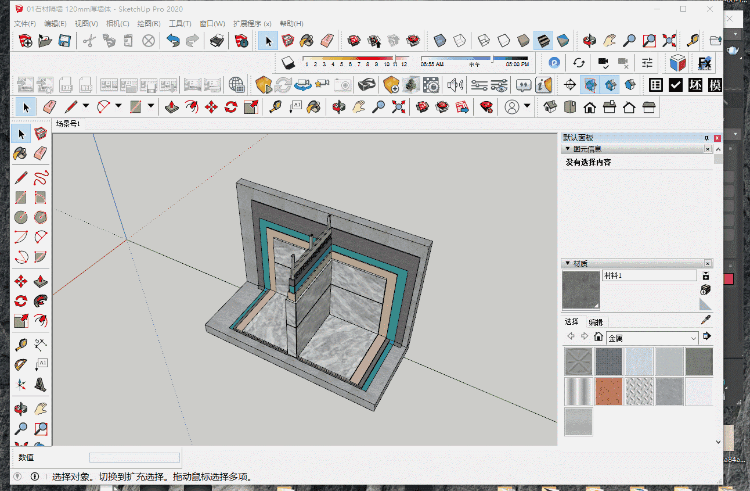 01石材隔墙 120mm薄墙体 - SketchUp Pro 2020
文件(F) 编辑(E) 视图(V) 相机(C) 绘图(R) 工具(T) 窗口(W) 扩展程序 (x) 帮助(H)
1 2 3 4 5 6 7 8 9 10 11 12
06:55 AM 中午 05:00 PM
坯 模
场景号1
默认面板
图元信息
没有选择内容
材质
材料1
选择 编辑
金属
数值
选择对象。切换到扩充选择。拖动鼠标选择多项。